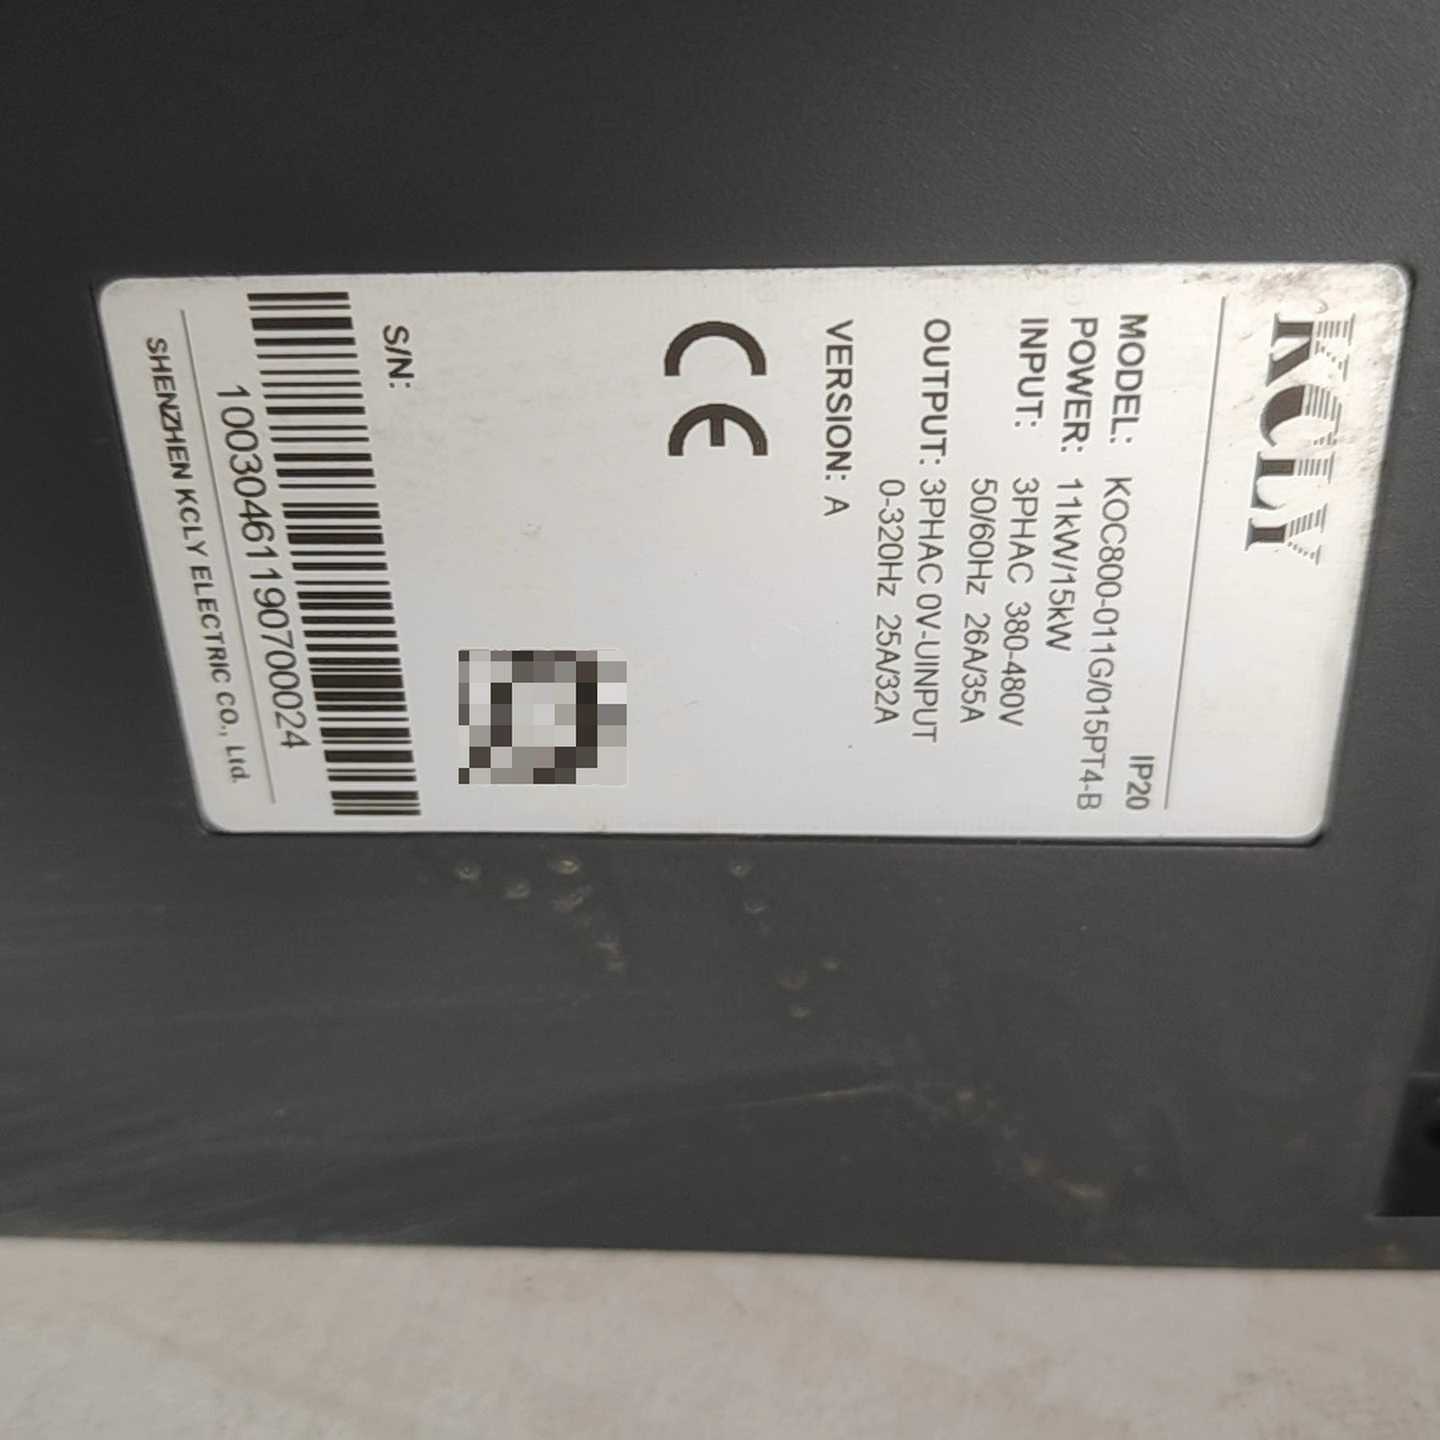 KCLY
IP20
MODEL: KOC800-011G/015PT4-B
POWER: 11kW/15kW
INPUT: 3PHAC 380-480V
50/60Hz 26A/35A
OUTPUT: 3PHAC 0V-UINPUT
0-320Hz 25A/32A
VERSION: A
CE
S/N:
10030461190700024
SHENZHEN KCLY ELECTRIC CO., Ltd.